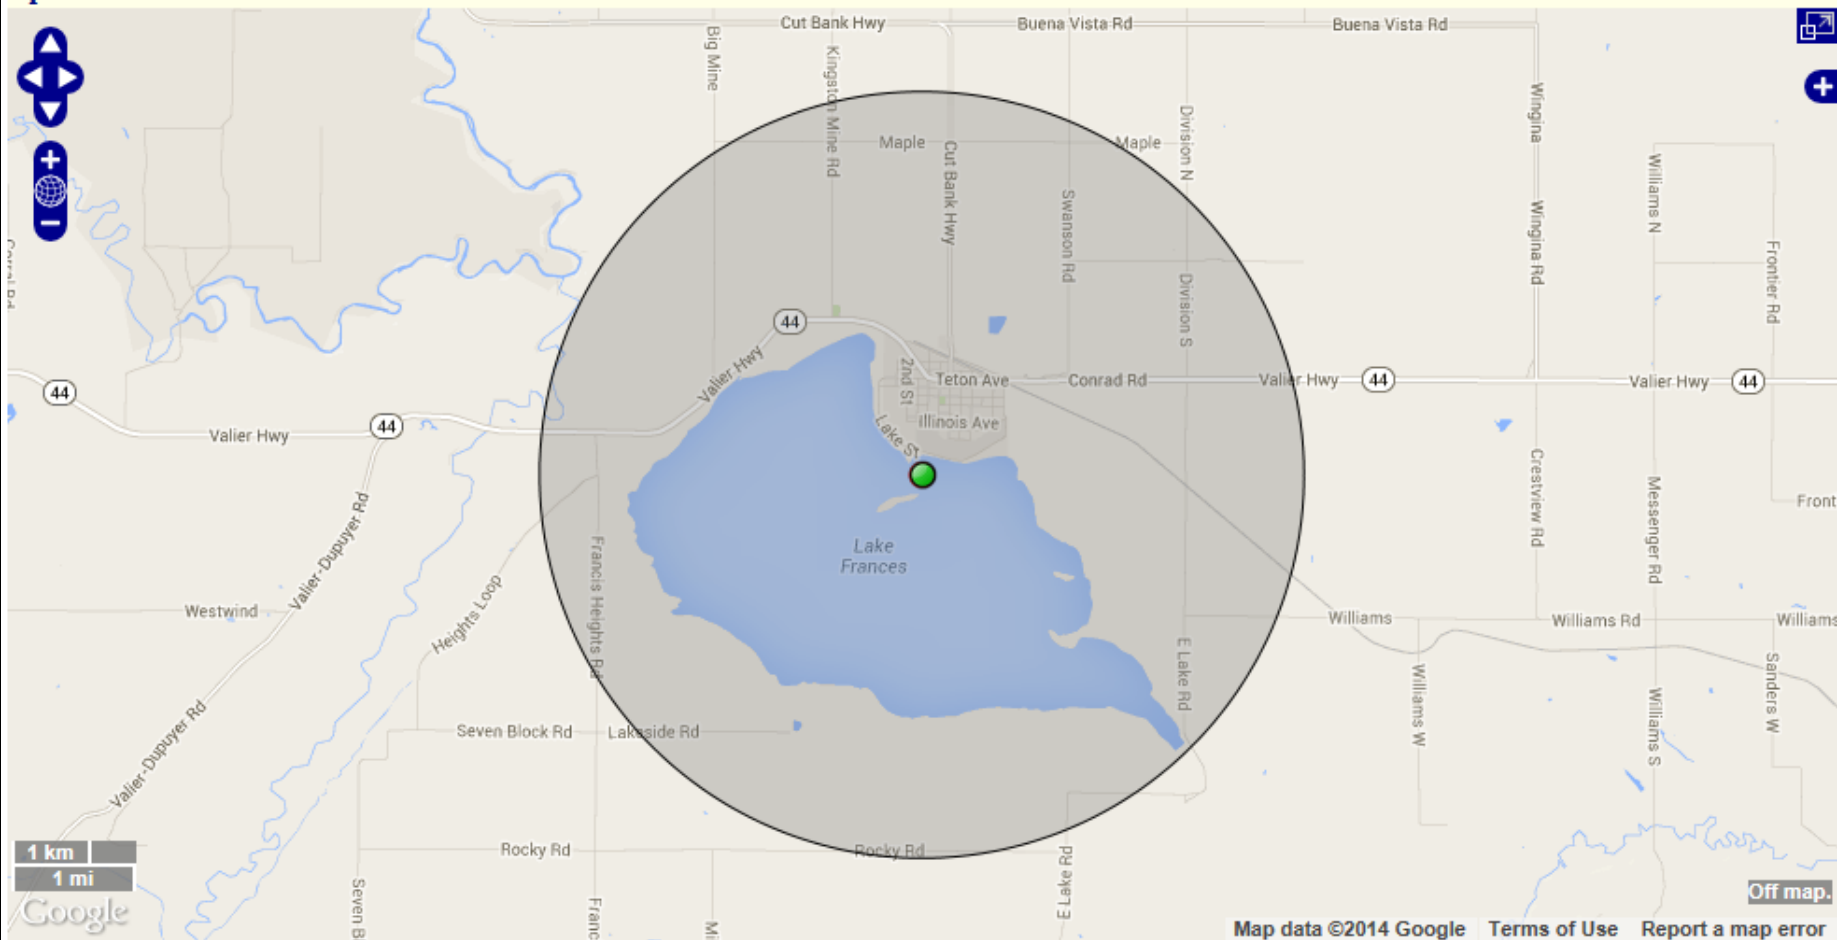 Cut Bank Hwy
Buena Vista Rd
Buena Vista Rd
Big Mine
Kingston Mine Rd
Maple
Cut Bank Hwy
Maple
Division N
Swanson Rd
Wingina
Wingina Rd
Williams N
Frontier Rd
Division S
44
Valier Hwy
2nd St
Teton Ave
Conrad Rd
Valier Hwy
44
Valier Hwy
44
44
Valier Hwy
44
Illinois Ave
Lake St
Lake
Frances
Valier-Dupuyer Rd
Crestview Rd
Messenger Rd
Front
Francis Heights Rd
Westwind
Heights Loop
Williams
Williams Rd
Williams
E Lake Rd
Williams W
Williams S
Sanders W
Valier-Dupuyer Rd
Seven Block Rd
Lakeside Rd
1 km
1 mi
Google
Rocky Rd
Rocky Rd
E Lake Rd
Seven B
Franc
Mi
Off map.
Map data ©2014 Google
Terms of Use
Report a map error